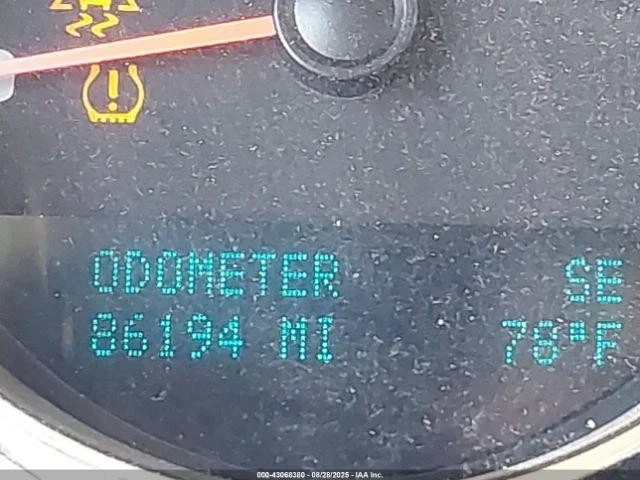 ODOMETER SE
86194 MI 78°F
000-43068380 - 08/28/2025 - IAA Inc.